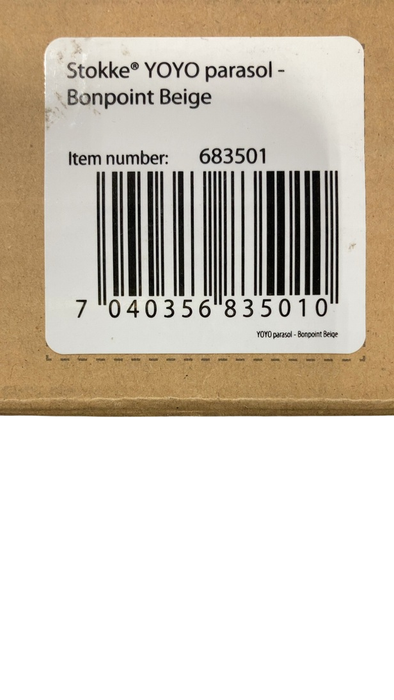 Stokke® YOYO parasol -
Bonpoint Beige
Item number: 683501
7 040356 835010
YOYO parasol - Bonpoint Beige